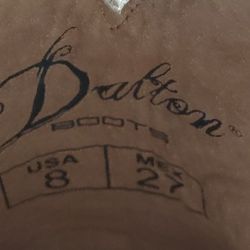 Dalton
BOOTS
USA MEX
8 27